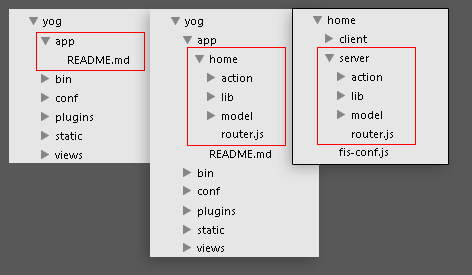 yog
app
README.md
bin
conf
plugins
static
views
yog
app
home
action
lib
model
router.js
README.md
bin
conf
plugins
static
views
home
client
server
action
lib
model
router.js
fis-conf.js